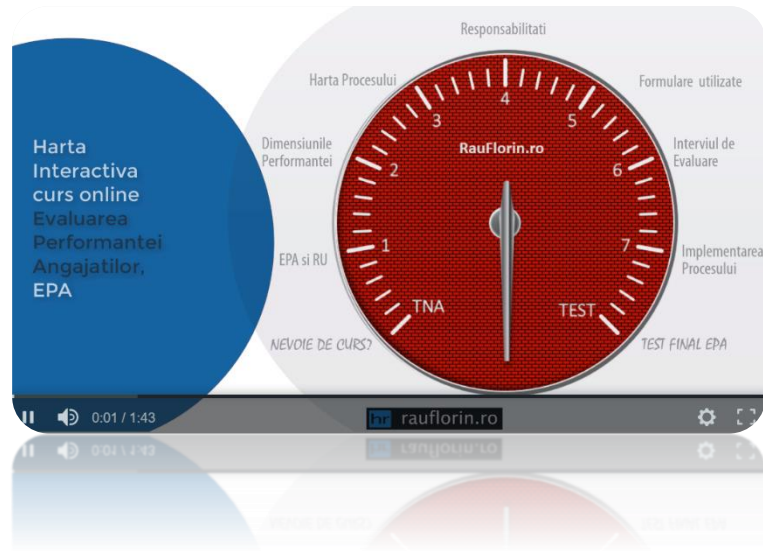 Harta
Interactiva
curs online
Evaluarea
Performantei
Angajatilor,
EPA
Responsabilitati
Harta Procesului
Formulare utilizate
Dimensiunile
Performantei
Interviul de
Evaluare
EPA si RU
Implementarea
Procesului
NEVOIE DE CURS?
TEST FINAL EPA
RauFlorin.ro
TNA
1
2
3
4
5
6
7
TEST
0:01 / 1:43
hr rauflorin.ro